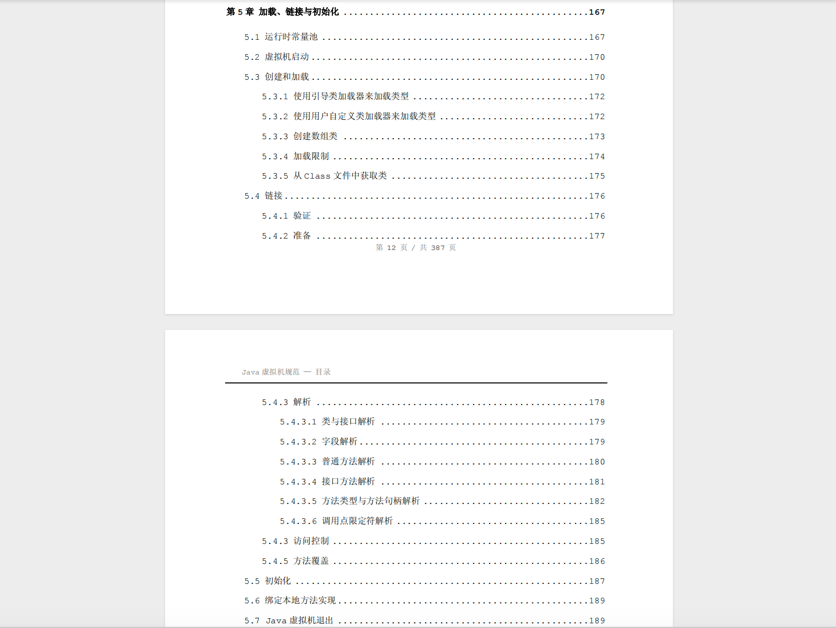 第 5 章 加载、链接与初始化 ........................................................167
5.1 运行时常量池 ............................................................167
5.2 虚拟机启动..............................................................170
5.3 创建和加载..............................................................170
5.3.1 使用引导类加载器来加载类型 ........................................172
5.3.2 使用用户自定义类加载器来加载类型 ..................................172
5.3.3 创建数组类 ........................................................173
5.3.4 加载限制 ..........................................................174
5.3.5 从 Class 文件中获取类 .............................................175
5.4 链接....................................................................176
5.4.1 验证 ..............................................................176
5.4.2 准备 ..............................................................177
第 12 页 / 共 387 页
Java 虚拟机规范 — 目录
5.4.3 解析 ..............................................................178
5.4.3.1 类与接口解析 ....................................................179
5.4.3.2 字段解析........................................................179
5.4.3.3 普通方法解析 ....................................................180
5.4.3.4 接口方法解析 ....................................................181
5.4.3.5 方法类型与方法句柄解析 ..........................................182
5.4.3.6 调用点限定符解析 ................................................185
5.4.3 访问控制 ..........................................................185
5.4.5 方法覆盖 ..........................................................186
5.5 初始化 ..................................................................187
5.6 绑定本地方法实现........................................................189
5.7 Java 虚拟机退出 .........................................................189